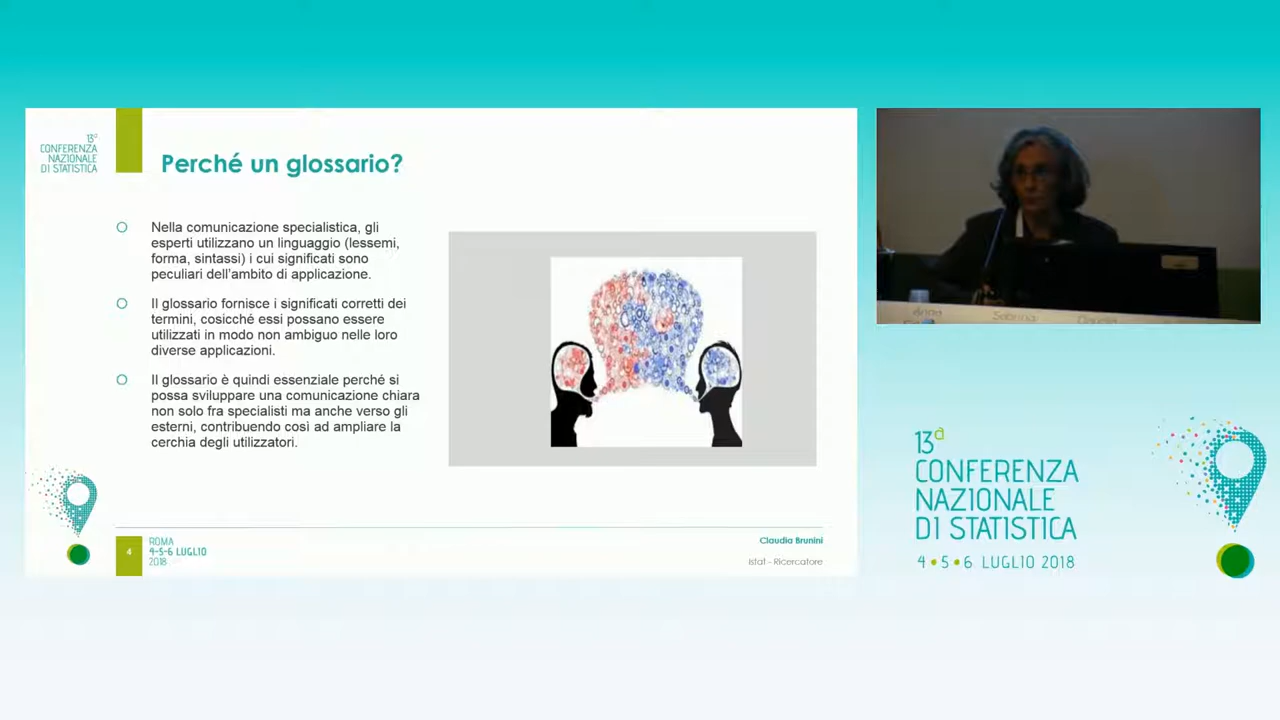 13ª
CONFERENZA
NAZIONALE
DI STATISTICA
Perché un glossario?
Nella comunicazione specialistica, gli
esperti utilizzano un linguaggio (lessemi,
forma, sintassi) i cui significati sono
peculiari dell'ambito di applicazione.
Il glossario fornisce i significati corretti dei
termini, cosicché essi possano essere
utilizzati in modo non ambiguo nelle loro
diverse applicazioni.
Il glossario è quindi essenziale perché si
possa sviluppare una comunicazione chiara
non solo fra specialisti ma anche verso gli
esterni, contribuendo così ad ampliare la
cerchia degli utilizzatori.
4
ROMA
4-5-6 LUGLIO
2018
Claudia Brunini
Istat - Ricercatore
Anna
Sabrina
Claudia
13ª
CONFERENZA
NAZIONALE
DI STATISTICA
4•5•6 LUGLIO 2018